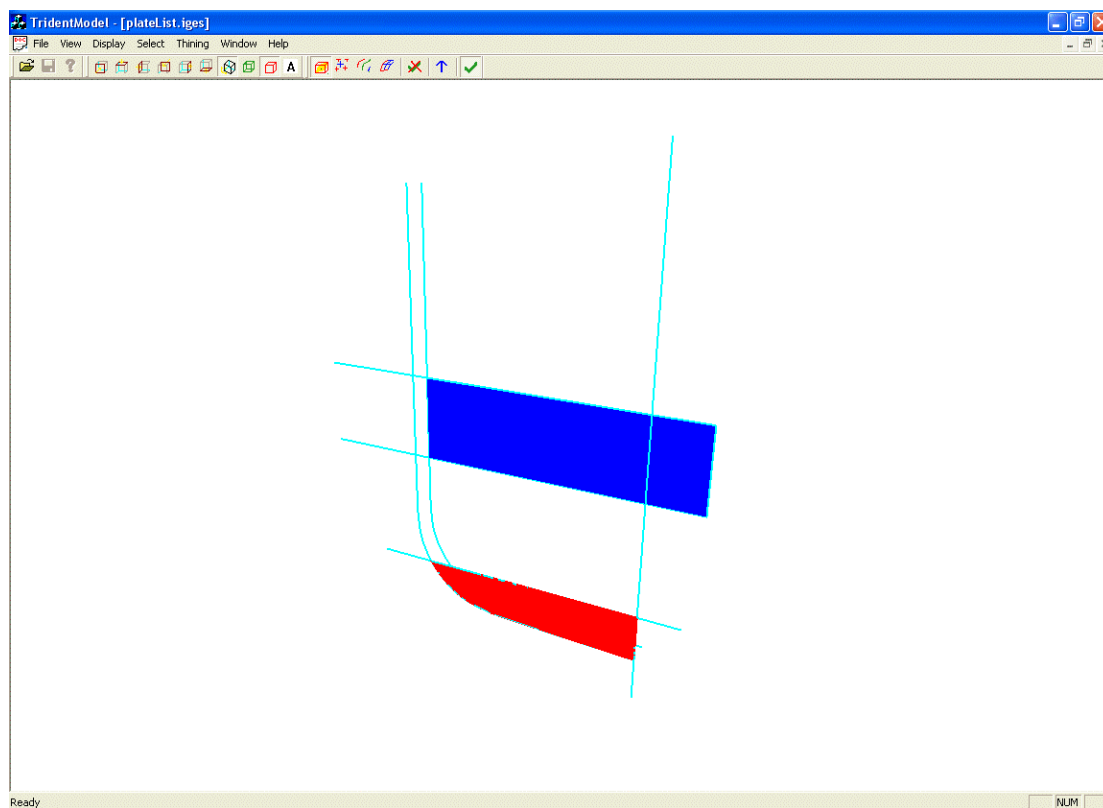 TridentModel - [plateList.iges]
File View Display Select Thining Window Help
A
Ready
NUM